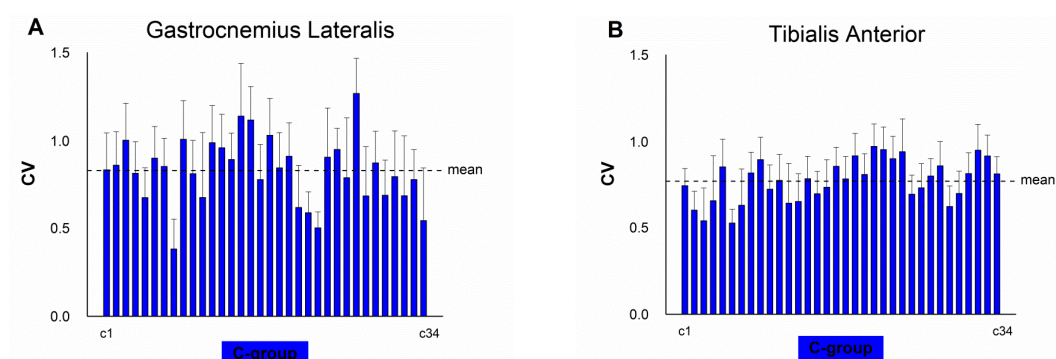 A
Gastrocnemius Lateralis
1.5
1.0
0.5
0.0
CV
mean
c1
c34
C-group
B
Tibialis Anterior
1.5
1.0
0.5
0.0
CV
mean
c1
c34
C-group